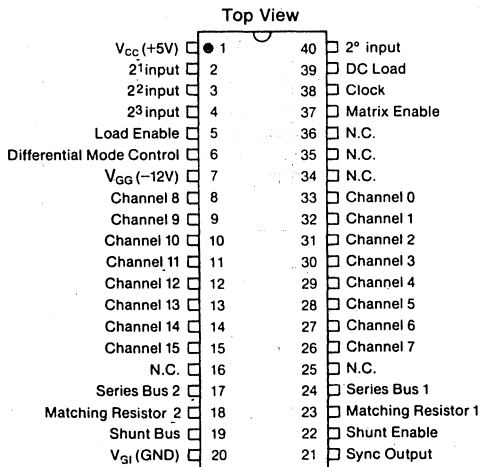 Top View
V_CC (+5V) 1 40 2° input
2¹ input 2 39 DC Load
2² input 3 38 Clock
2³ input 4 37 Matrix Enable
Load Enable 5 36 N.C.
Differential Mode Control 6 35 N.C.
V_GG (−12V) 7 34 N.C.
Channel 8 8 33 Channel 0
Channel 9 9 32 Channel 1
Channel 10 10 31 Channel 2
Channel 11 11 30 Channel 3
Channel 12 12 29 Channel 4
Channel 13 13 28 Channel 5
Channel 14 14 27 Channel 6
Channel 15 15 26 Channel 7
N.C. 16 25 N.C.
Series Bus 2 17 24 Series Bus 1
Matching Resistor 2 18 23 Matching Resistor 1
Shunt Bus 19 22 Shunt Enable
V_GI (GND) 20 21 Sync Output